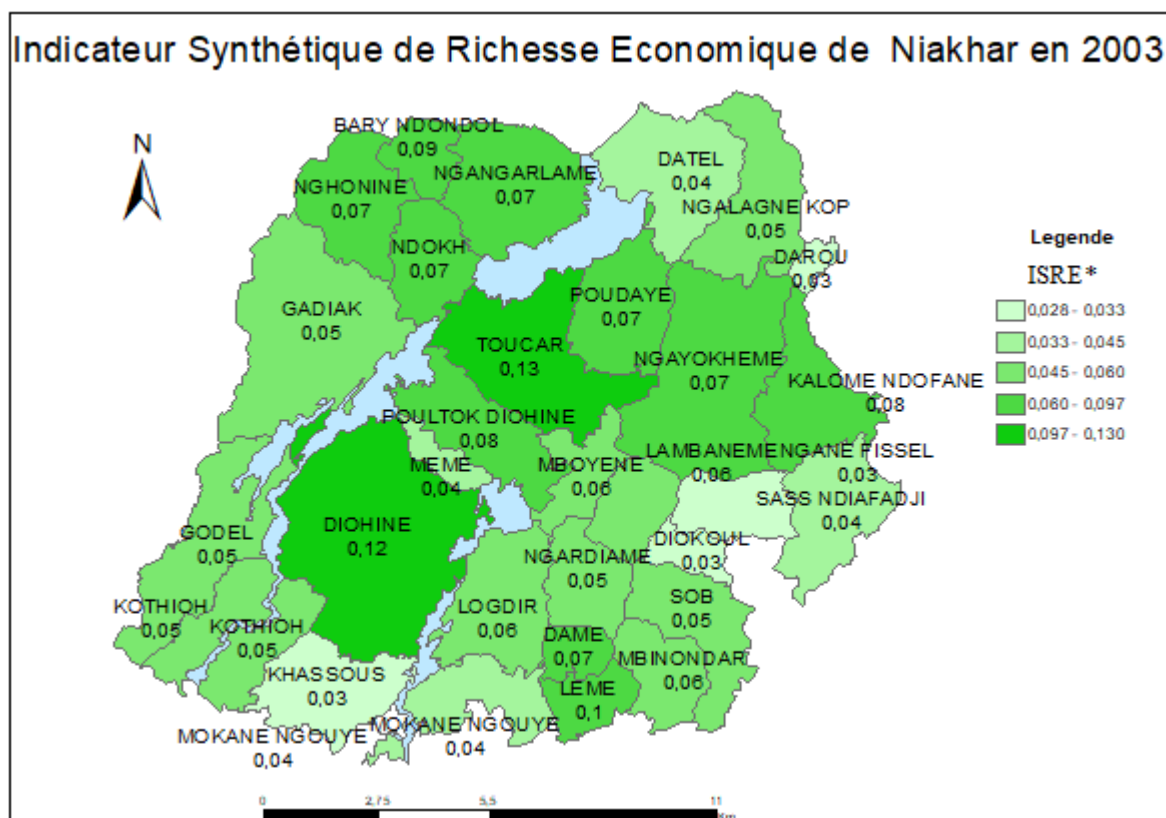 Indicateur Synthétique de Richesse Economique de Niakhar en 2003
N
BARY NDONDOL
0,09
NGANGARLAME
0,07
NGHONINE
0,07
DATEL
0,04
NGALAGNE KOP
0,05
NDOKH
0,07
DAROU
0,03
GADIAK
0,05
POUDAYE
0,07
TOUCAR
0,13
NGAYOKHEME
0,07
KALOME NDOFANE
0,08
POULTOK DIOHINE
0,08
MEME
0,04
MBOYENE
0,06
LAMBANEME
0,06
NGANE FISSEL
0,03
SASS NDIAFADJI
0,04
DIOHINE
0,12
GODEL
0,05
DIOKOUL
0,03
NGARDIAME
0,05
KOTHIOH
0,05
KOTHIOH
0,05
LOGDIR
0,06
SOB
0,05
DAME
0,07
MBINONDAR
0,06
KHASSOUS
0,03
LEME
0,1
MOKANE NGOUYE
0,04
MOKANE NGOUYE
0,04
Legende
ISRE*
0,028 - 0,033
0,033 - 0,045
0,045 - 0,060
0,060 - 0,097
0,097 - 0,130
0 2,75 5,5 11
Km